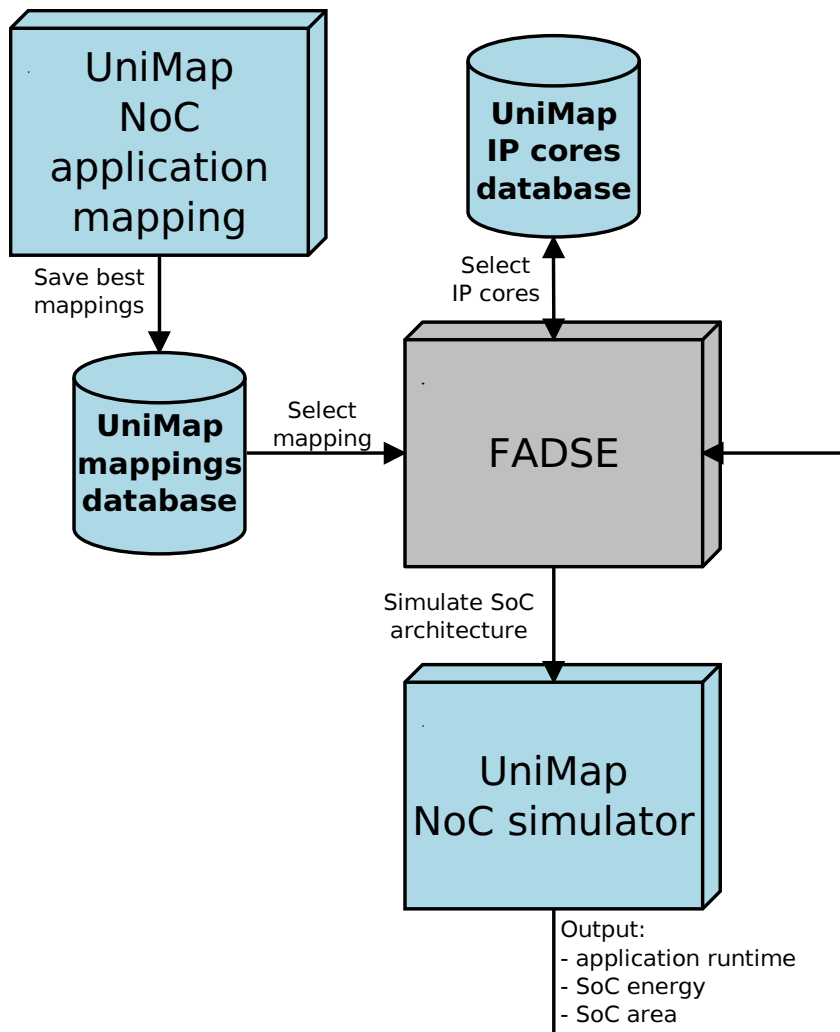 UniMap
NoC
application
mapping
UniMap
IP cores
database
Save best
mappings
Select
IP cores
UniMap
mappings
database
Select
mapping
FADSE
Simulate SoC
architecture
UniMap
NoC simulator
Output:
- application runtime
- SoC energy
- SoC area